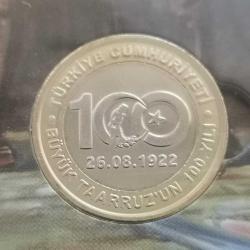 TÜRKİYE CUMHURİYETİ
100
26.08.1922
BÜYÜK TAARRUZ'UN 100.YILI